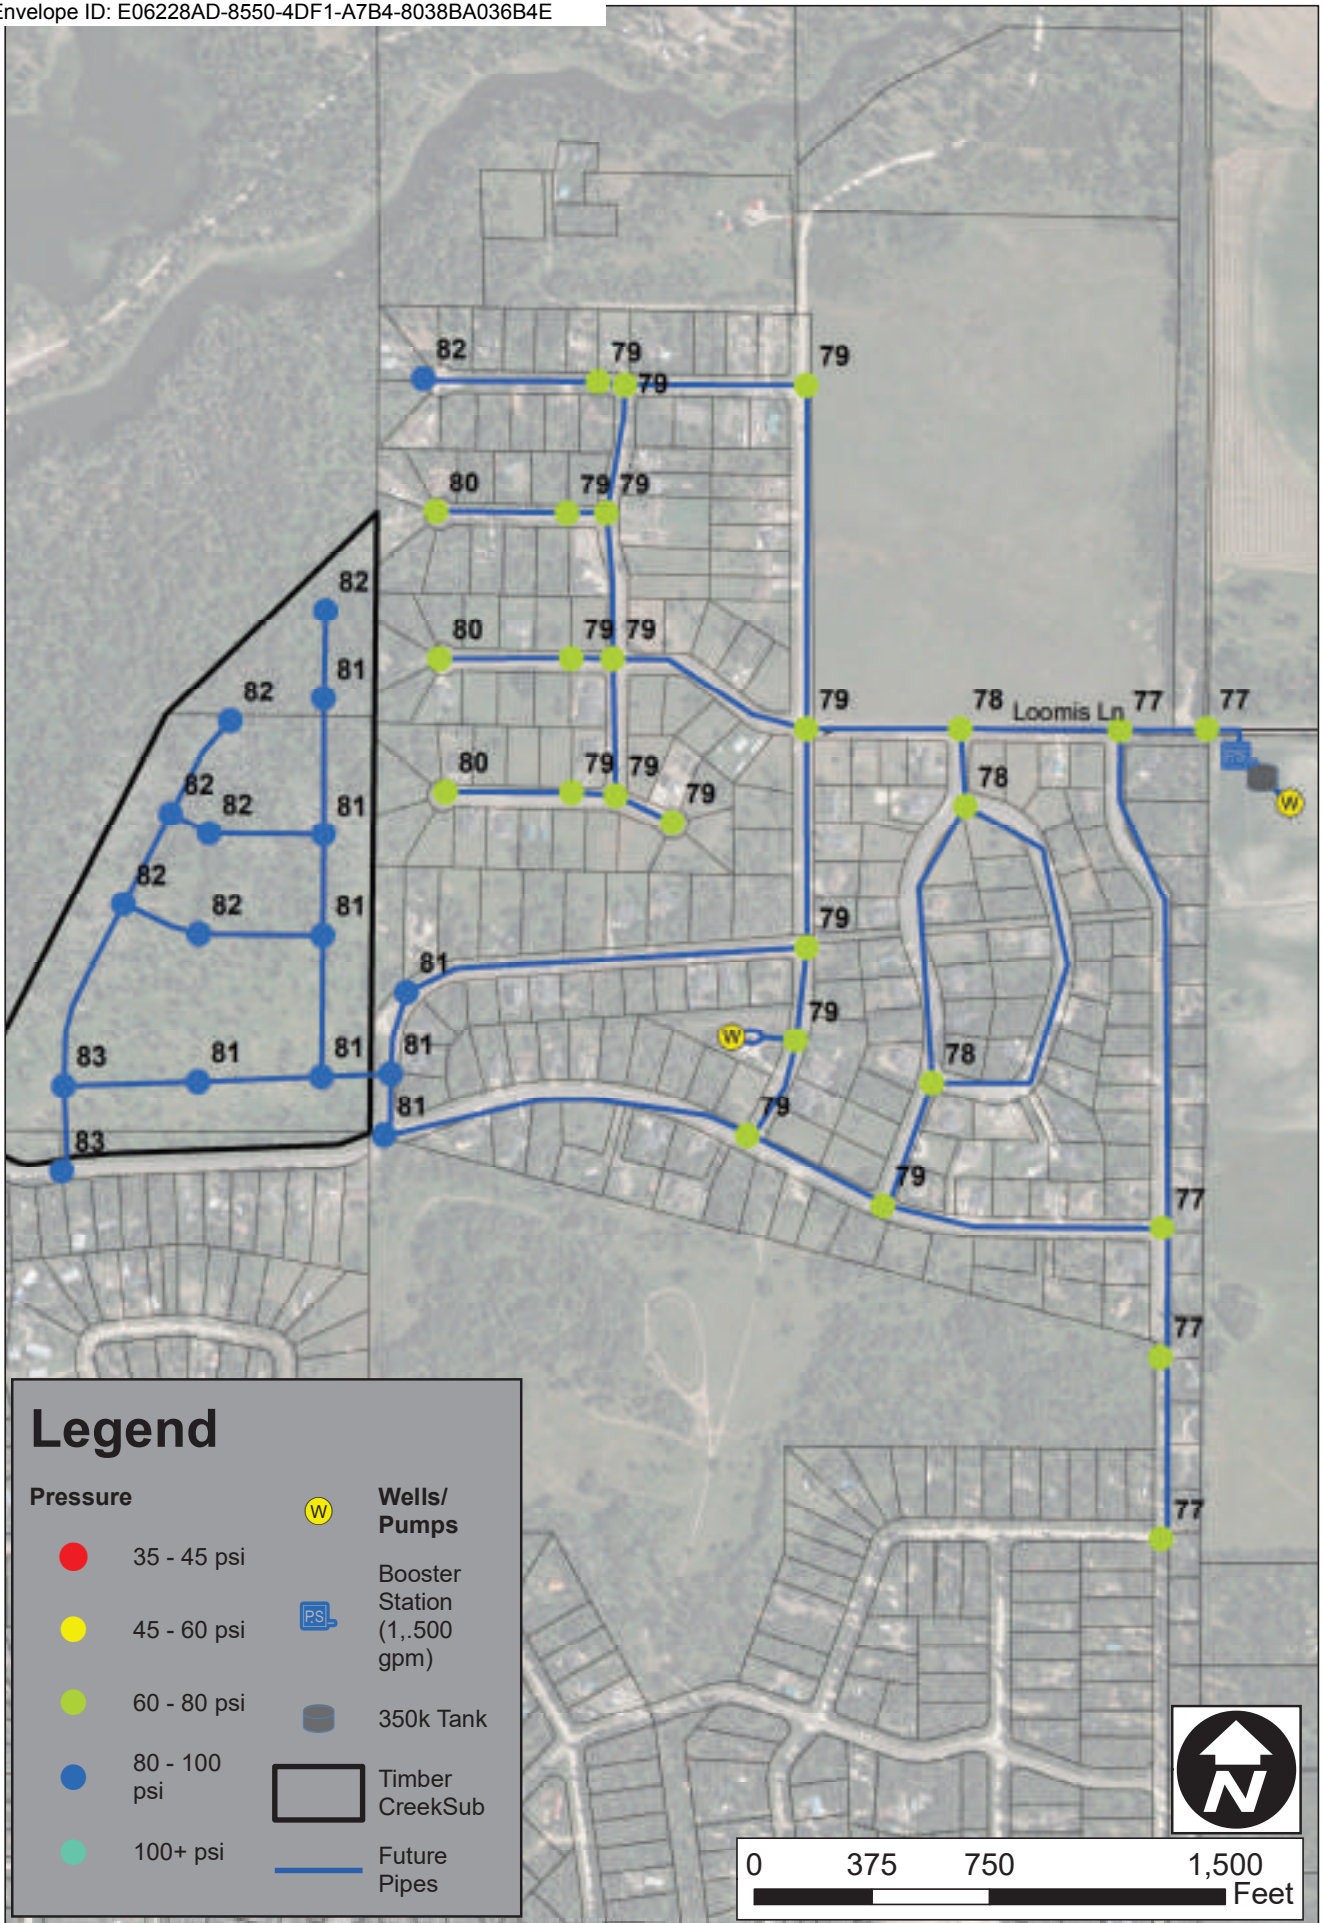 Envelope ID: E06228AD-8550-4DF1-A7B4-8038BA036B4E
82 79 79
79
80 79 79
82
80 79 79
81
82
79 78 Loomis Ln 77 77
PS
W
80 79 79 79
78
82 82 81
82 82 81
79
81
79
W
83 81 81 81
78
81 79
83
79
77
77
77
Legend
Pressure
35 - 45 psi
45 - 60 psi
60 - 80 psi
80 - 100
psi
100+ psi
W
Wells/
Pumps
PS
Booster
Station
(1,.500
gpm)
350k Tank
Timber
CreekSub
Future
Pipes
N
0 375 750 1,500
Feet